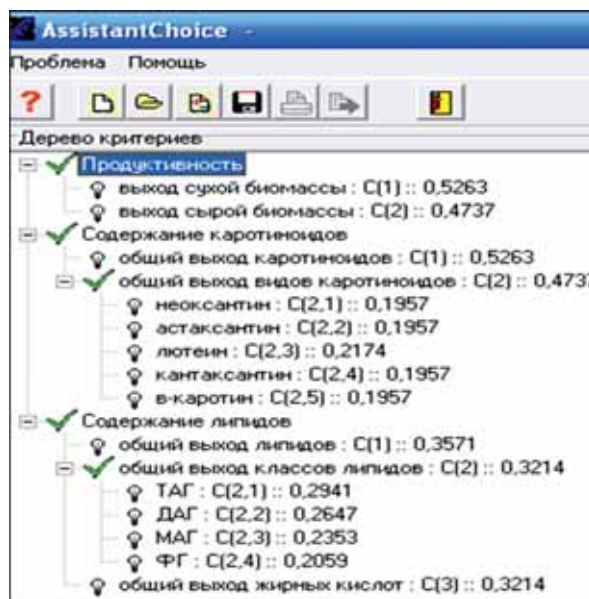 AssistantChoice -
Проблема Помощь
?
Дерево критериев
Продуктивность
выход сухой биомассы : C(1) :: 0,5263
выход сырой биомассы : C(2) :: 0,4737
Содержание каротиноидов
общий выход каротиноидов : C(1) :: 0,5263
общий выход видов каротиноидов : C(2) :: 0,4737
неоксантин : C(2,1) :: 0,1957
астаксантин : C(2,2) :: 0,1957
лютеин : C(2,3) :: 0,2174
кантаксантин : C(2,4) :: 0,1957
в-каротин : C(2,5) :: 0,1957
Содержание липидов
общий выход липидов : C(1) :: 0,3571
общий выход классов липидов : C(2) :: 0,3214
ТАГ : C(2,1) :: 0,2941
ДАГ : C(2,2) :: 0,2647
МАГ : C(2,3) :: 0,2353
ФГ : C(2,4) :: 0,2059
общий выход жирных кислот : C(3) :: 0,3214